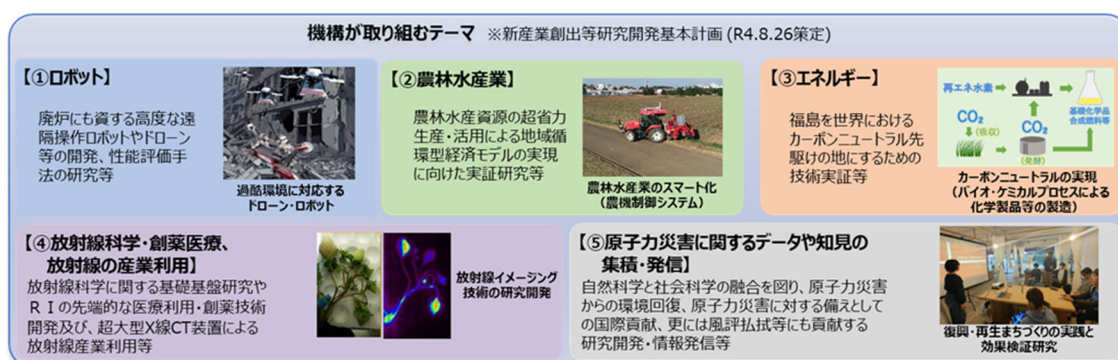 機構が取り組むテーマ ※新産業創出等研究開発基本計画 (R4.8.26策定)
【①ロボット】
廃炉にも資する高度な遠
隔操作ロボットやドローン
等の開発、性能評価手
法の研究等
過酷環境に対応する
ドローン・ロボット
【②農林水産業】
農林水産資源の超省力
生産・活用による地域循
環型経済モデルの実現
に向けた実証研究等
農林水産業のスマート化
（農機制御システム）
【③エネルギー】
福島を世界における
カーボンニュートラル先
駆けの地にするための
技術実証等
再エネ水素
基礎化学品
合成燃料等
CO2
(吸収)
CO2
(発酵)
カーボンニュートラルの実現
（バイオ・ケミカルプロセスによる
化学製品等の製造）
【④放射線科学・創薬医療、
放射線の産業利用】
放射線科学に関する基礎基盤研究や
ＲＩの先端的な医療利用・創薬技術
開発及び、超大型X線CT装置による
放射線産業利用等
放射線イメージング
技術の研究開発
【⑤原子力災害に関するデータや知見の
集積・発信】
自然科学と社会科学の融合を図り、原子力災害
からの環境回復、原子力災害に対する備えとして
の国際貢献、更には風評払拭等にも貢献する
研究開発・情報発信等
復興・再生まちづくりの実践と
効果検証研究